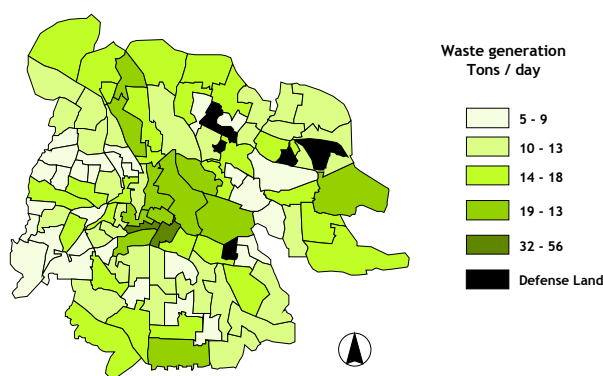 Waste generation
Tons / day
5 - 9
10 - 13
14 - 18
19 - 13
32 - 56
Defense Land